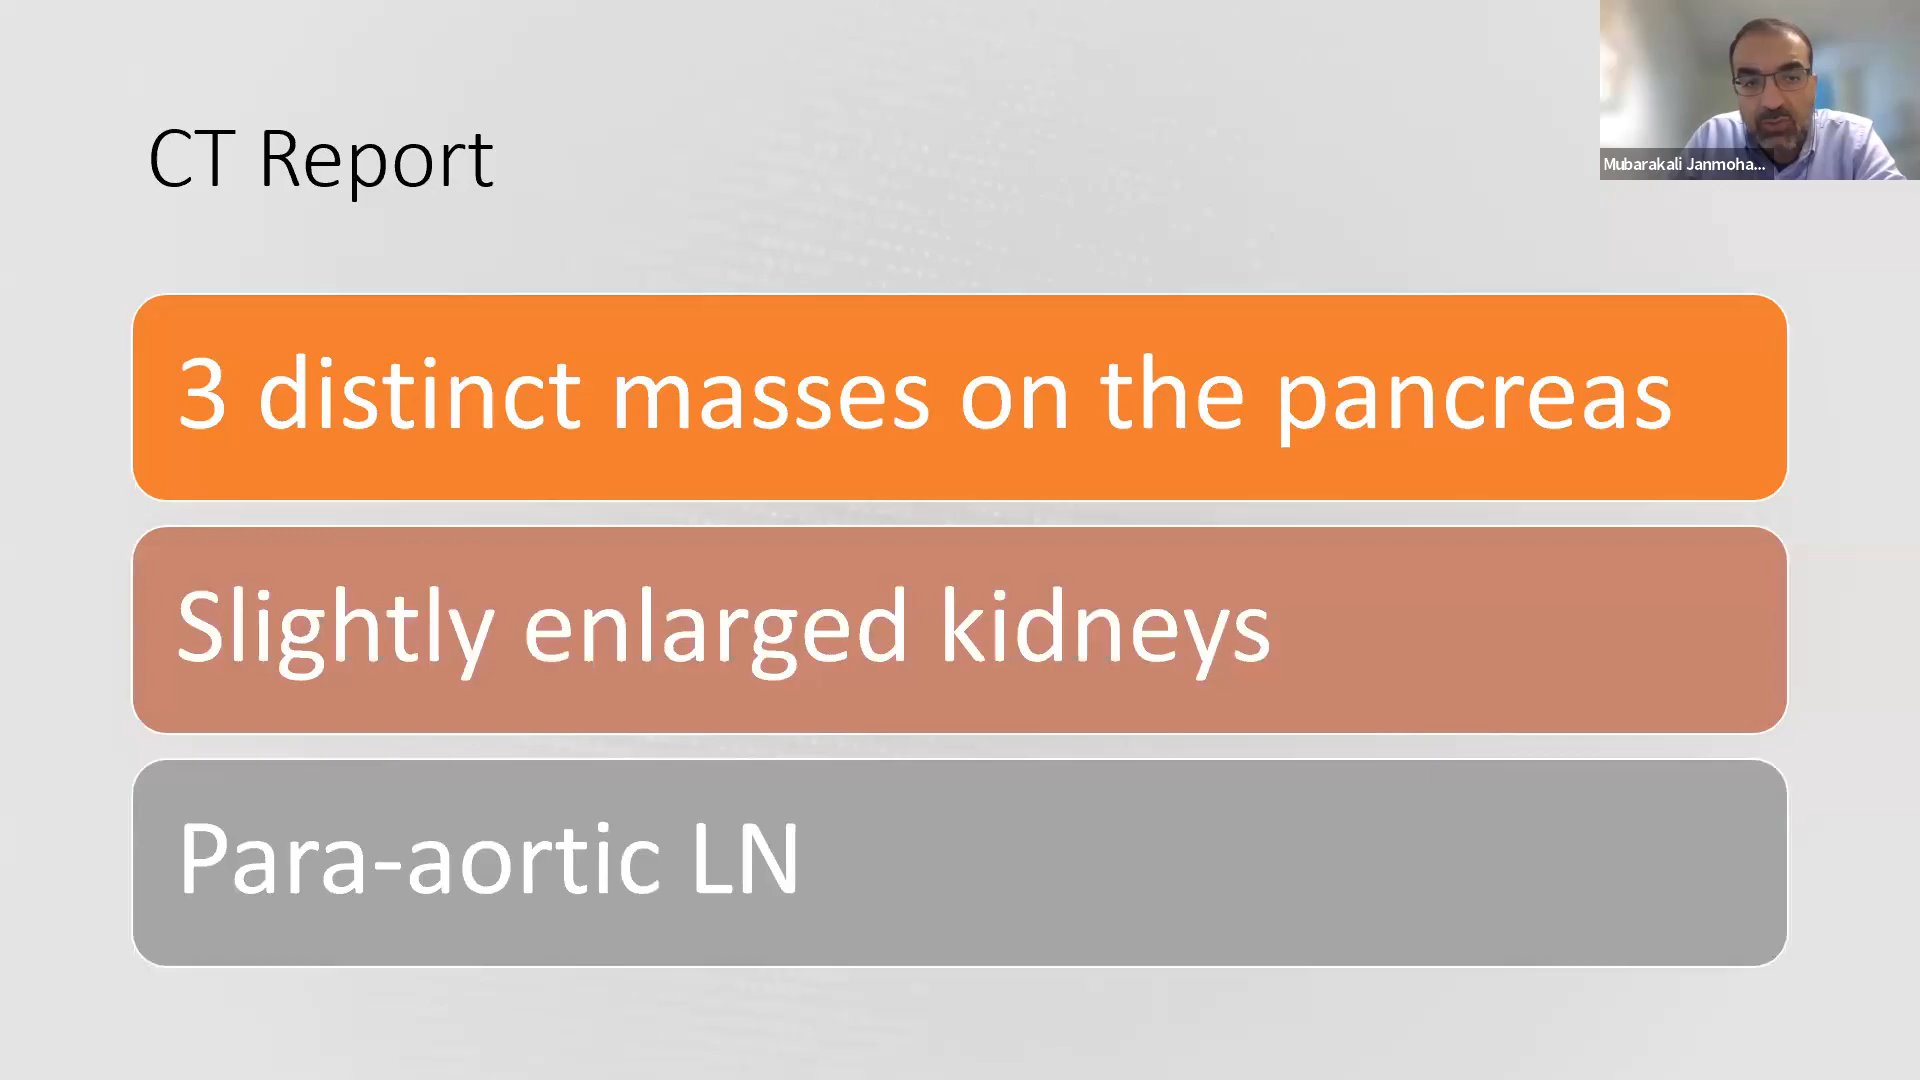 CT Report
Mubarakali Janmoha...
3 distinct masses on the pancreas
Slightly enlarged kidneys
Para-aortic LN